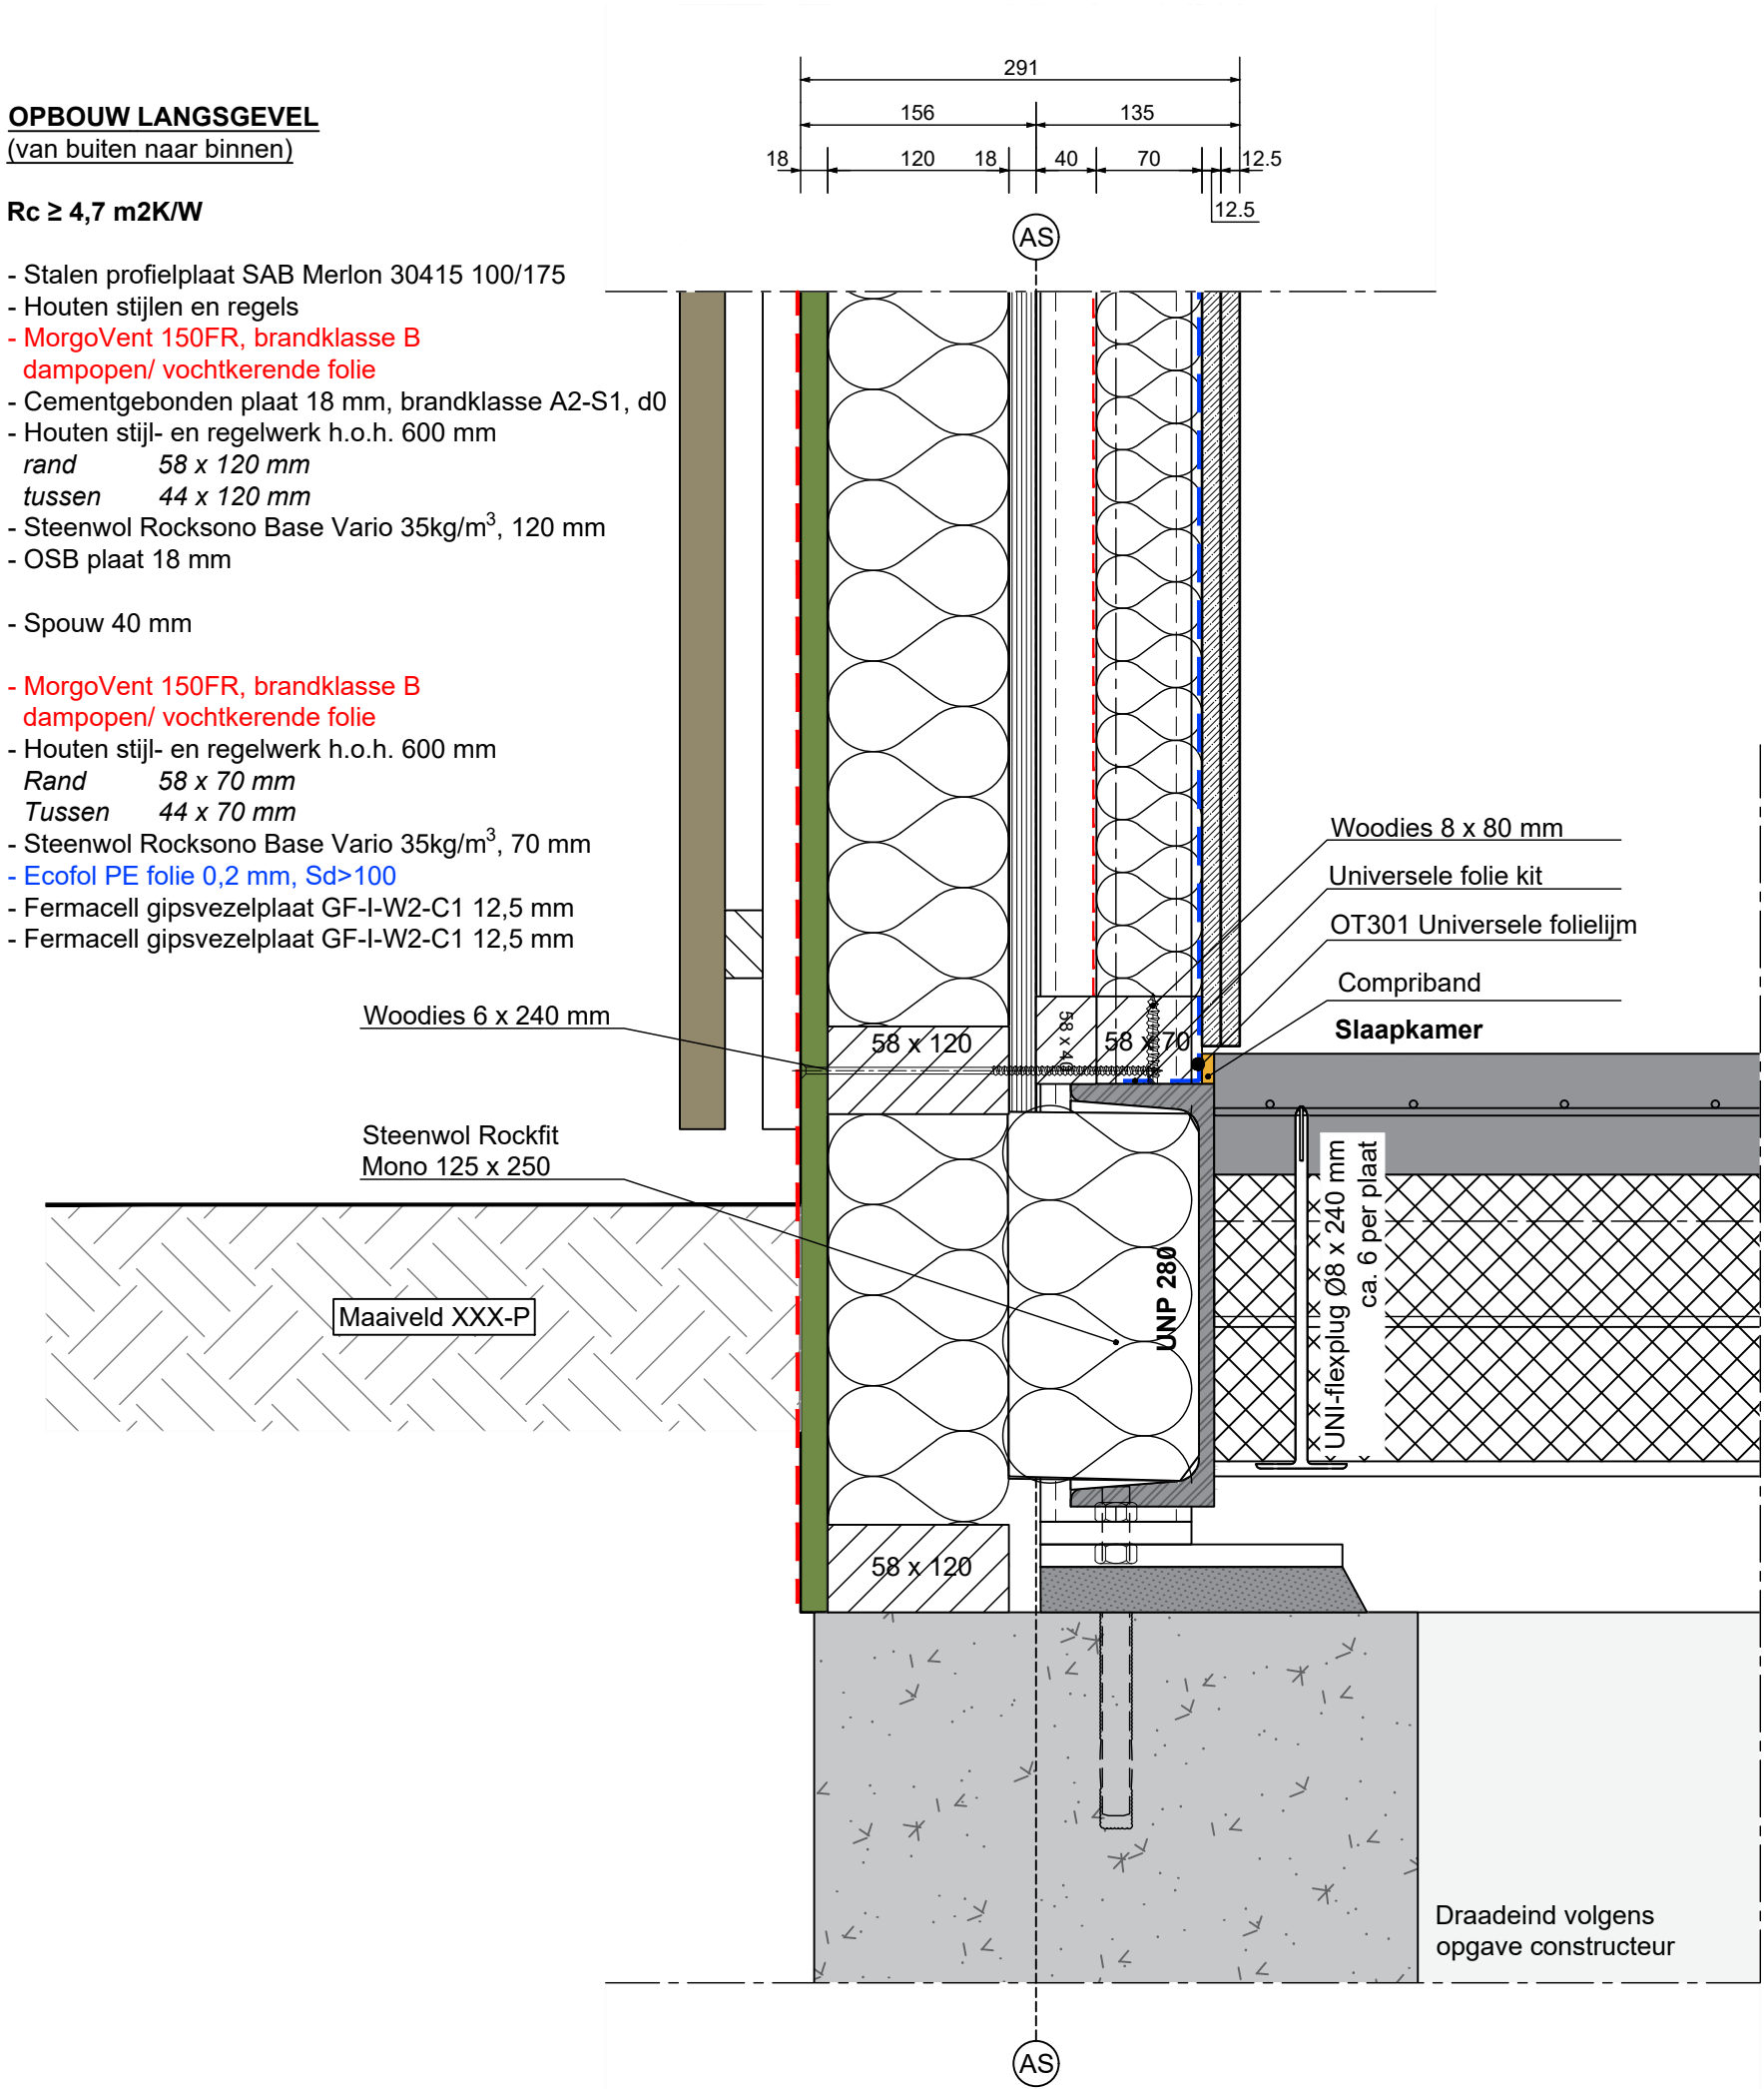 OPBOUW LANGSGEVEL
(van buiten naar binnen)
Rc ≥ 4,7 m2K/W
- Stalen profielplaat SAB Merlon 30415 100/175
- Houten stijlen en regels
- MorgoVent 150FR, brandklasse B
dampopen/ vochtkerende folie
- Cementgebonden plaat 18 mm, brandklasse A2-S1, d0
- Houten stijl- en regelwerk h.o.h. 600 mm
rand 58 x 120 mm
tussen 44 x 120 mm
- Steenwol Rocksono Base Vario 35kg/m³, 120 mm
- OSB plaat 18 mm
- Spouw 40 mm
- MorgoVent 150FR, brandklasse B
dampopen/ vochtkerende folie
- Houten stijl- en regelwerk h.o.h. 600 mm
Rand 58 x 70 mm
Tussen 44 x 70 mm
- Steenwol Rocksono Base Vario 35kg/m³, 70 mm
- Ecofol PE folie 0,2 mm, Sd>100
- Fermacell gipsvezelplaat GF-I-W2-C1 12,5 mm
- Fermacell gipsvezelplaat GF-I-W2-C1 12,5 mm
291
156 135
18 120 18 40 70 12.5
12.5
AS
Woodies 8 x 80 mm
Universele folie kit
OT301 Universele folielijm
Compriband
Slaapkamer
Woodies 6 x 240 mm
58 x 120
58 x 40
58 x 70
Steenwol Rockfit
Mono 125 x 250
UNP 280
UNI-flexplug Ø8 x 240 mm
ca. 6 per plaat
Maaiveld XXX-P
58 x 120
Draadeind volgens
opgave constructeur
AS